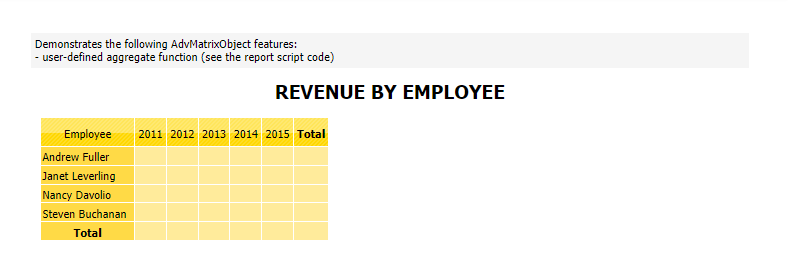 Demonstrates the following AdvMatrixObject features:
- user-defined aggregate function (see the report script code)
REVENUE BY EMPLOYEE
Employee 2011 2012 2013 2014 2015 Total
Andrew Fuller
Janet Leverling
Nancy Davolio
Steven Buchanan
Total